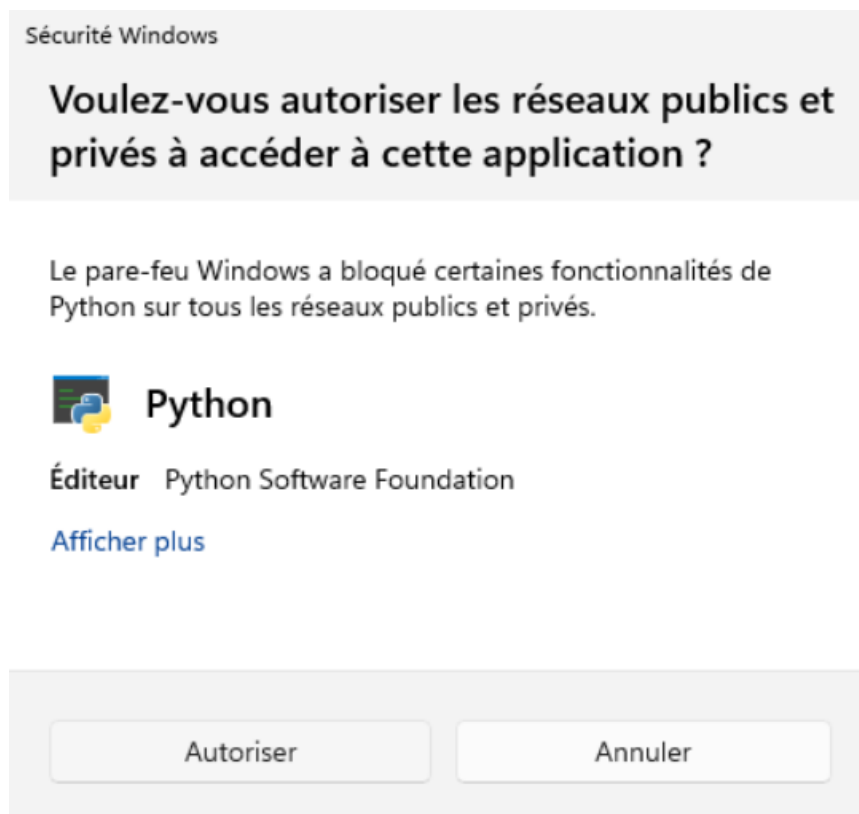 Sécurité Windows
Voulez-vous autoriser les réseaux publics et
privés à accéder à cette application ?
Le pare-feu Windows a bloqué certaines fonctionnalités de
Python sur tous les réseaux publics et privés.
Python
Éditeur Python Software Foundation
Afficher plus
Autoriser Annuler